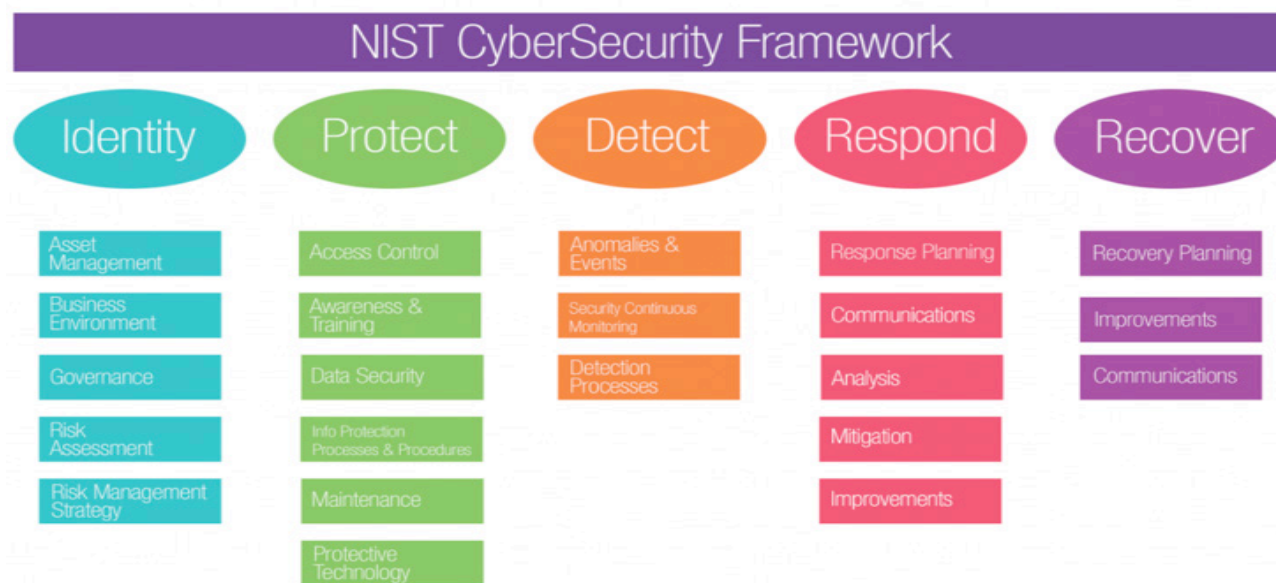 NIST CyberSecurity Framework
Identity
Protect
Detect
Respond
Recover
Asset
Management
Business
Environment
Governance
Risk
Assessment
Risk Management
Strategy
Access Control
Awareness &
Training
Data Security
Info Protection
Processes & Procedures
Maintenance
Protective
Technology
Anomalies &
Events
Security Continuous
Monitoring
Detection
Processes
Response Planning
Communications
Analysis
Mitigation
Improvements
Recovery Planning
Improvements
Communications